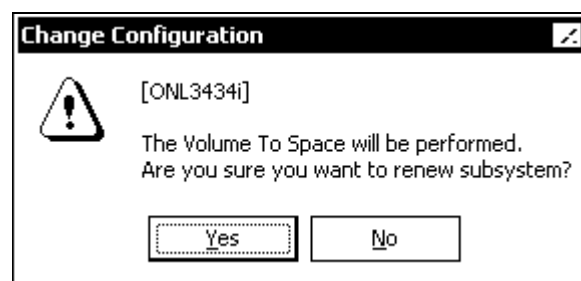 Change Configuration
[ONL3434i]
The Volume To Space will be performed.
Are you sure you want to renew subsystem?
Yes No